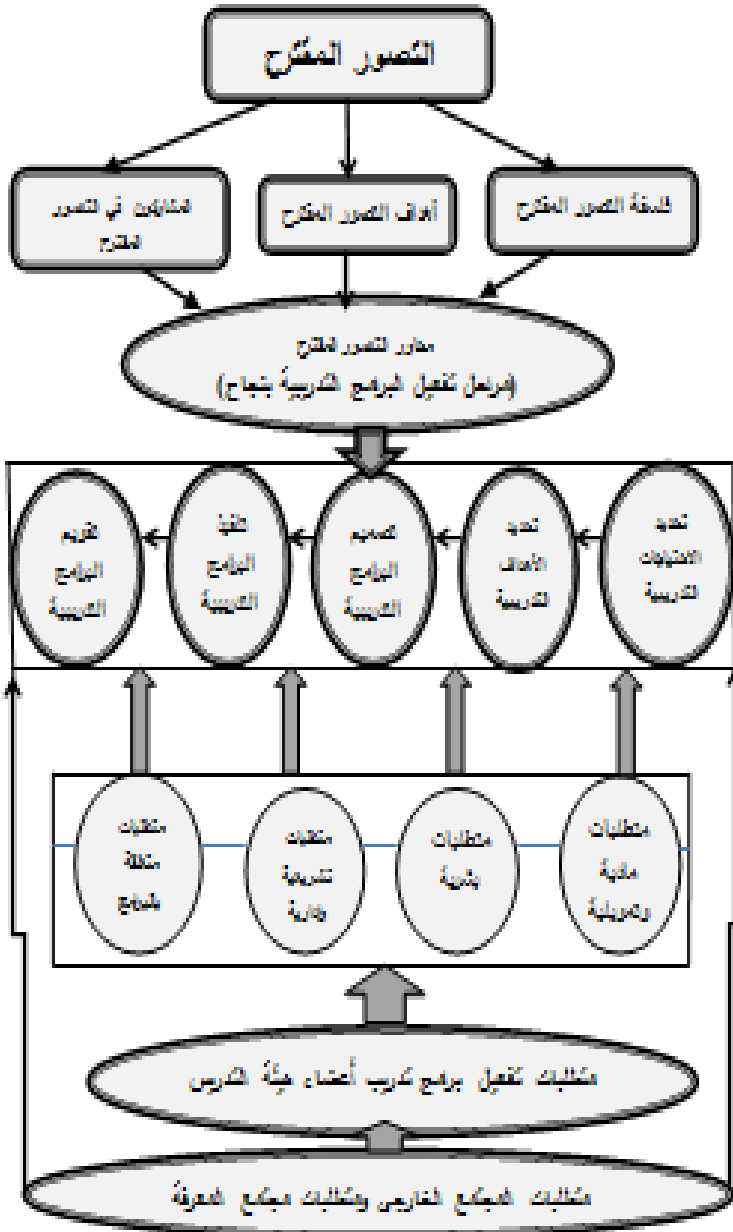 التصور المقترح
فلسفة التصور المقترح
أهداف التصور المقترح
في التصور
المقترح
محاور التصور المقترح
(مراحل تفعيل البرامج التدريبية بنجاح)
تحديد
الاحتياجات
التدريبية
تحديد
الأهداف
التدريبية
تصميم
البرامج
التدريبية
تنفيذ
البرامج
التدريبية
تقويم
البرامج
التدريبية
متطلبات
مادية
وتمويلية
متطلبات
بشرية
متطلبات
تشريعية
وإدارية
متطلبات
متعلقة
بالبرامج
متطلبات تفعيل برامج تدريب أعضاء هيئة التدريس
متطلبات المجتمع الخارجي ومتطلبات مجتمع المعرفة